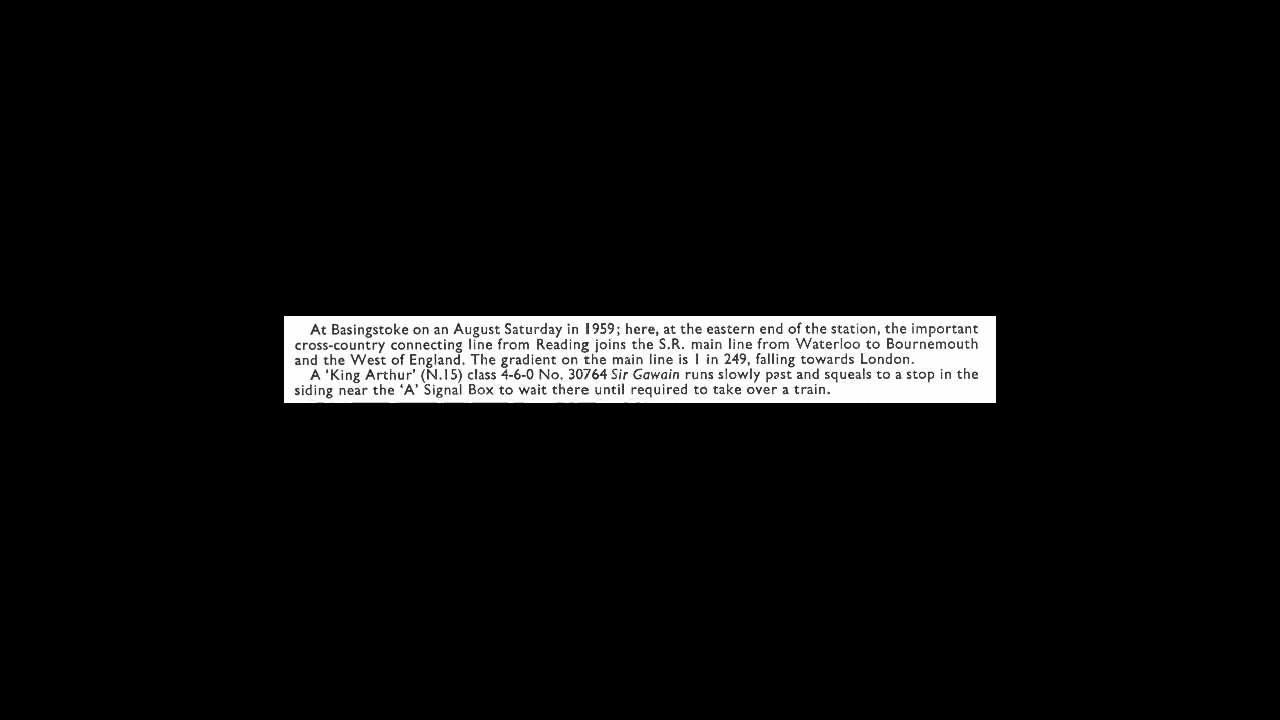 At Basingstoke on an August Saturday in 1959; here, at the eastern end of the station, the important
cross-country connecting line from Reading joins the S.R. main line from Waterloo to Bournemouth
and the West of England. The gradient on the main line is 1 in 249, falling towards London.
A ‘King Arthur’ (N.15) class 4-6-0 No. 30764 Sir Gawain runs slowly past and squeals to a stop in the
siding near the ‘A’ Signal Box to wait there until required to take over a train.